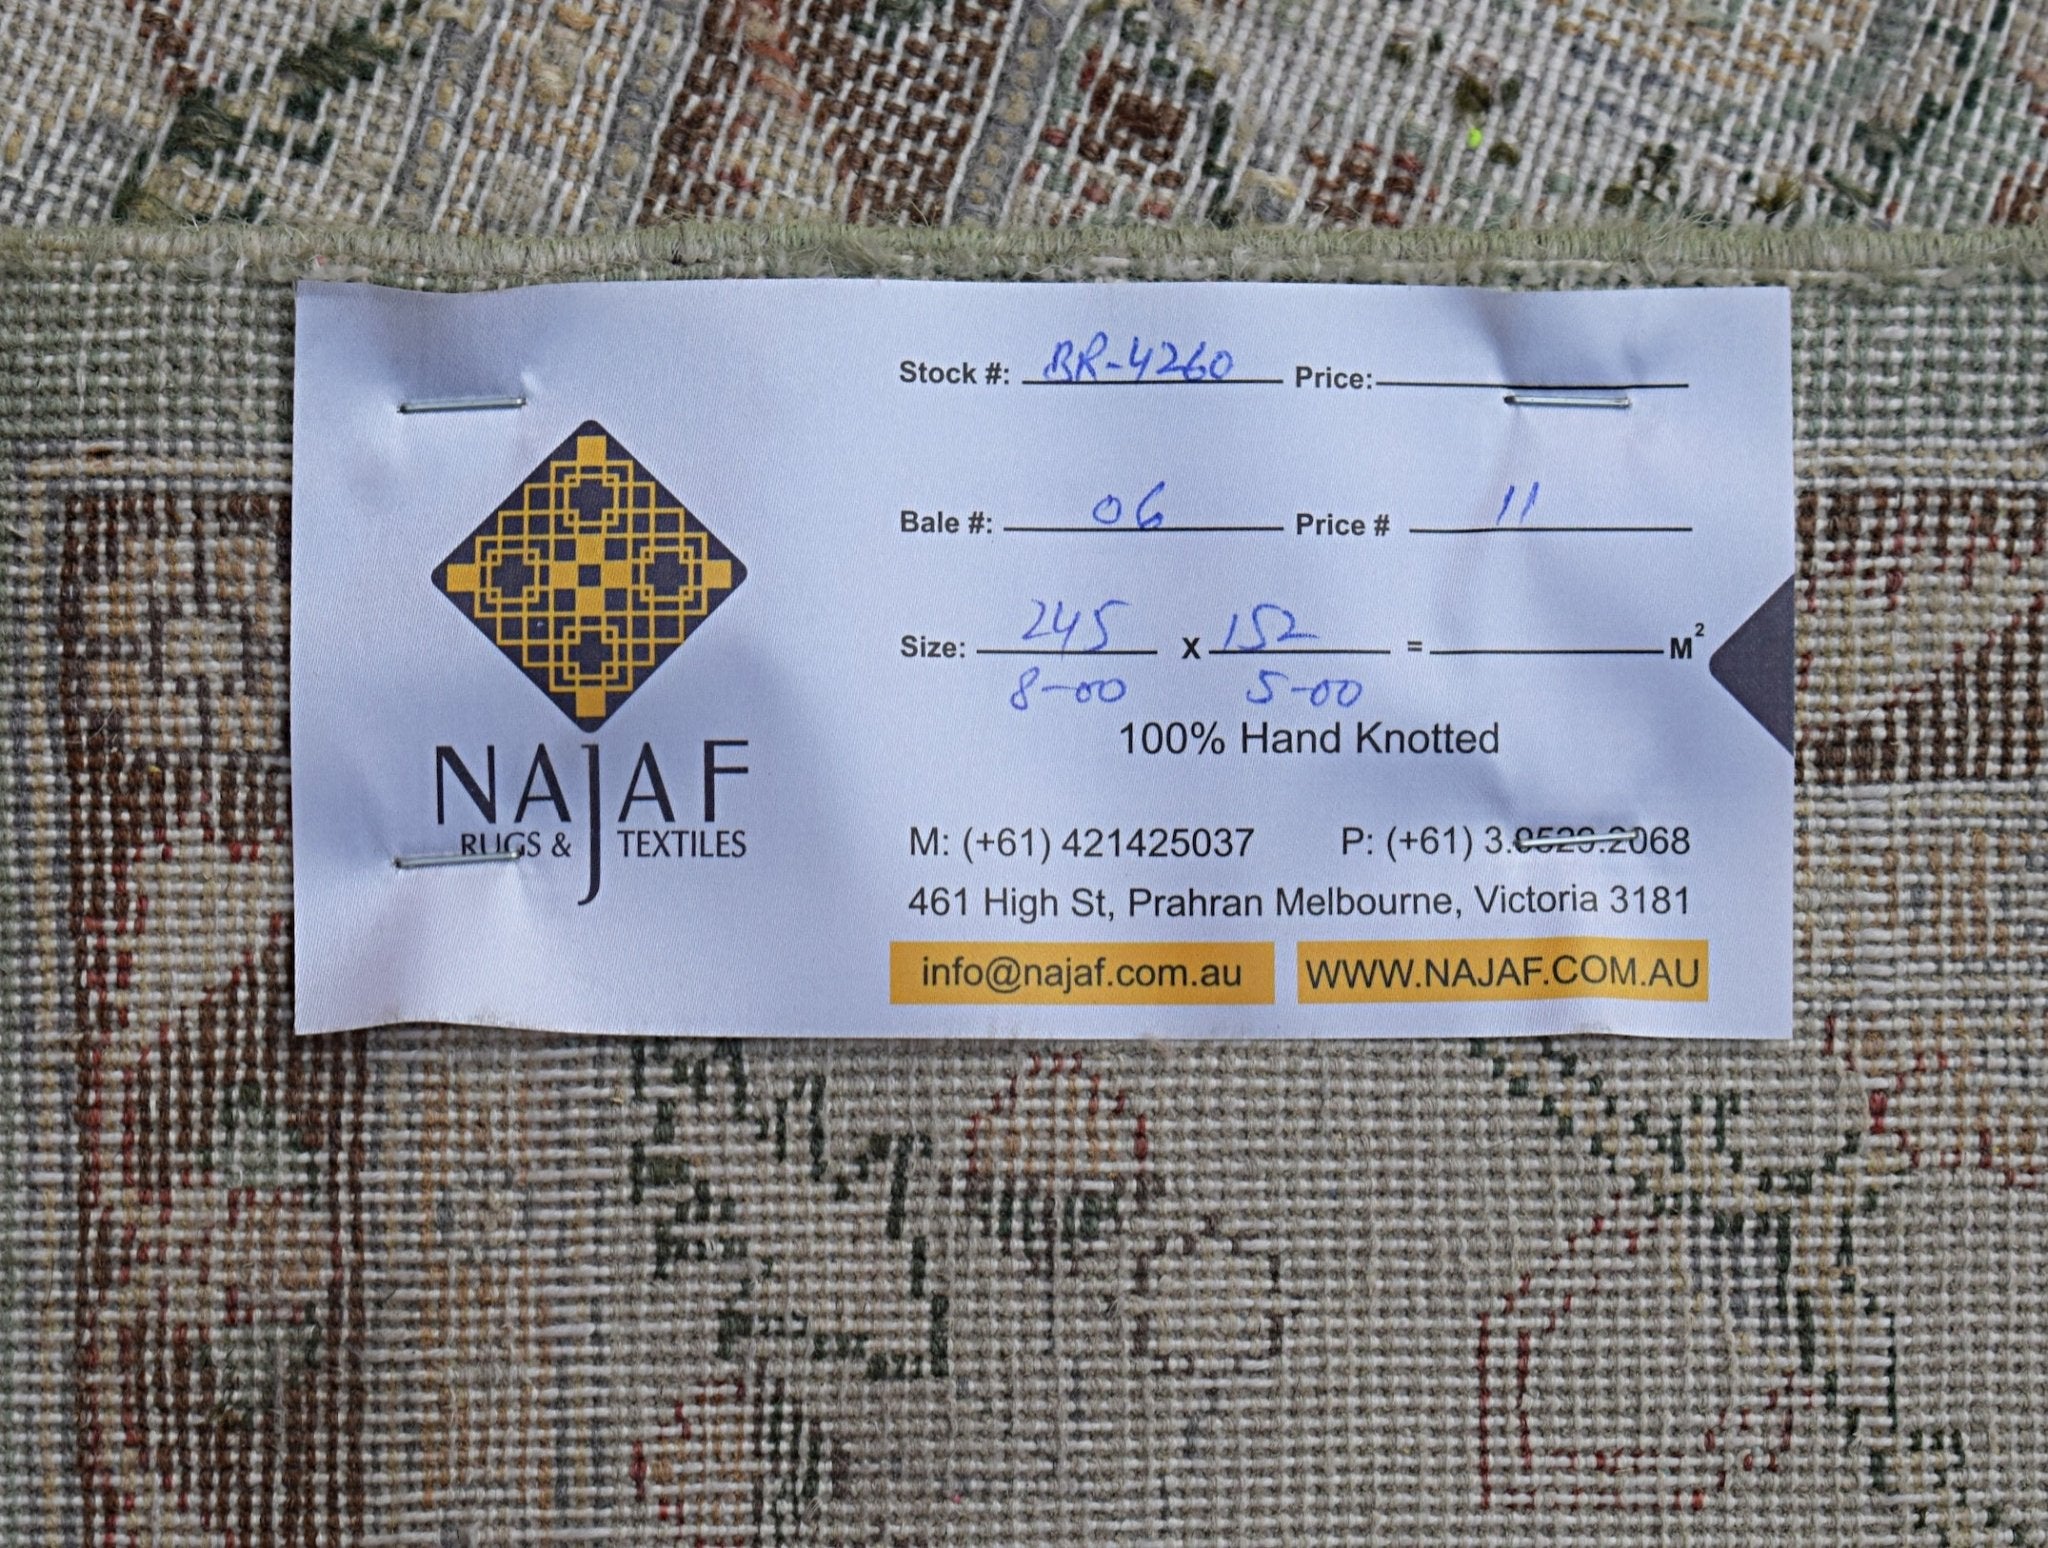 Stock #: BR-4260 Price:
Bale #: 06 Price # 11
Size: 245 X 152 = M²
8-00 5-00
100% Hand Knotted
NAJAF
RUGS & TEXTILES
M: (+61) 421425037 P: (+61) 3.9529.2068
461 High St, Prahran Melbourne, Victoria 3181
info@najaf.com.au WWW.NAJAF.COM.AU